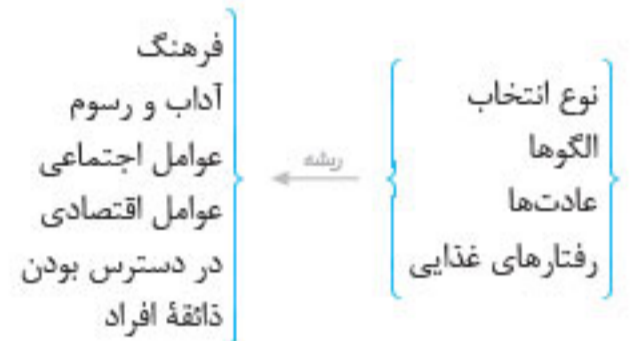 نوع انتخاب
الگوها
عادت‌ها
رفتارهای غذایی
ریشه
فرهنگ
آداب و رسوم
عوامل اجتماعی
عوامل اقتصادی
در دسترس بودن
ذائقهٔ افراد